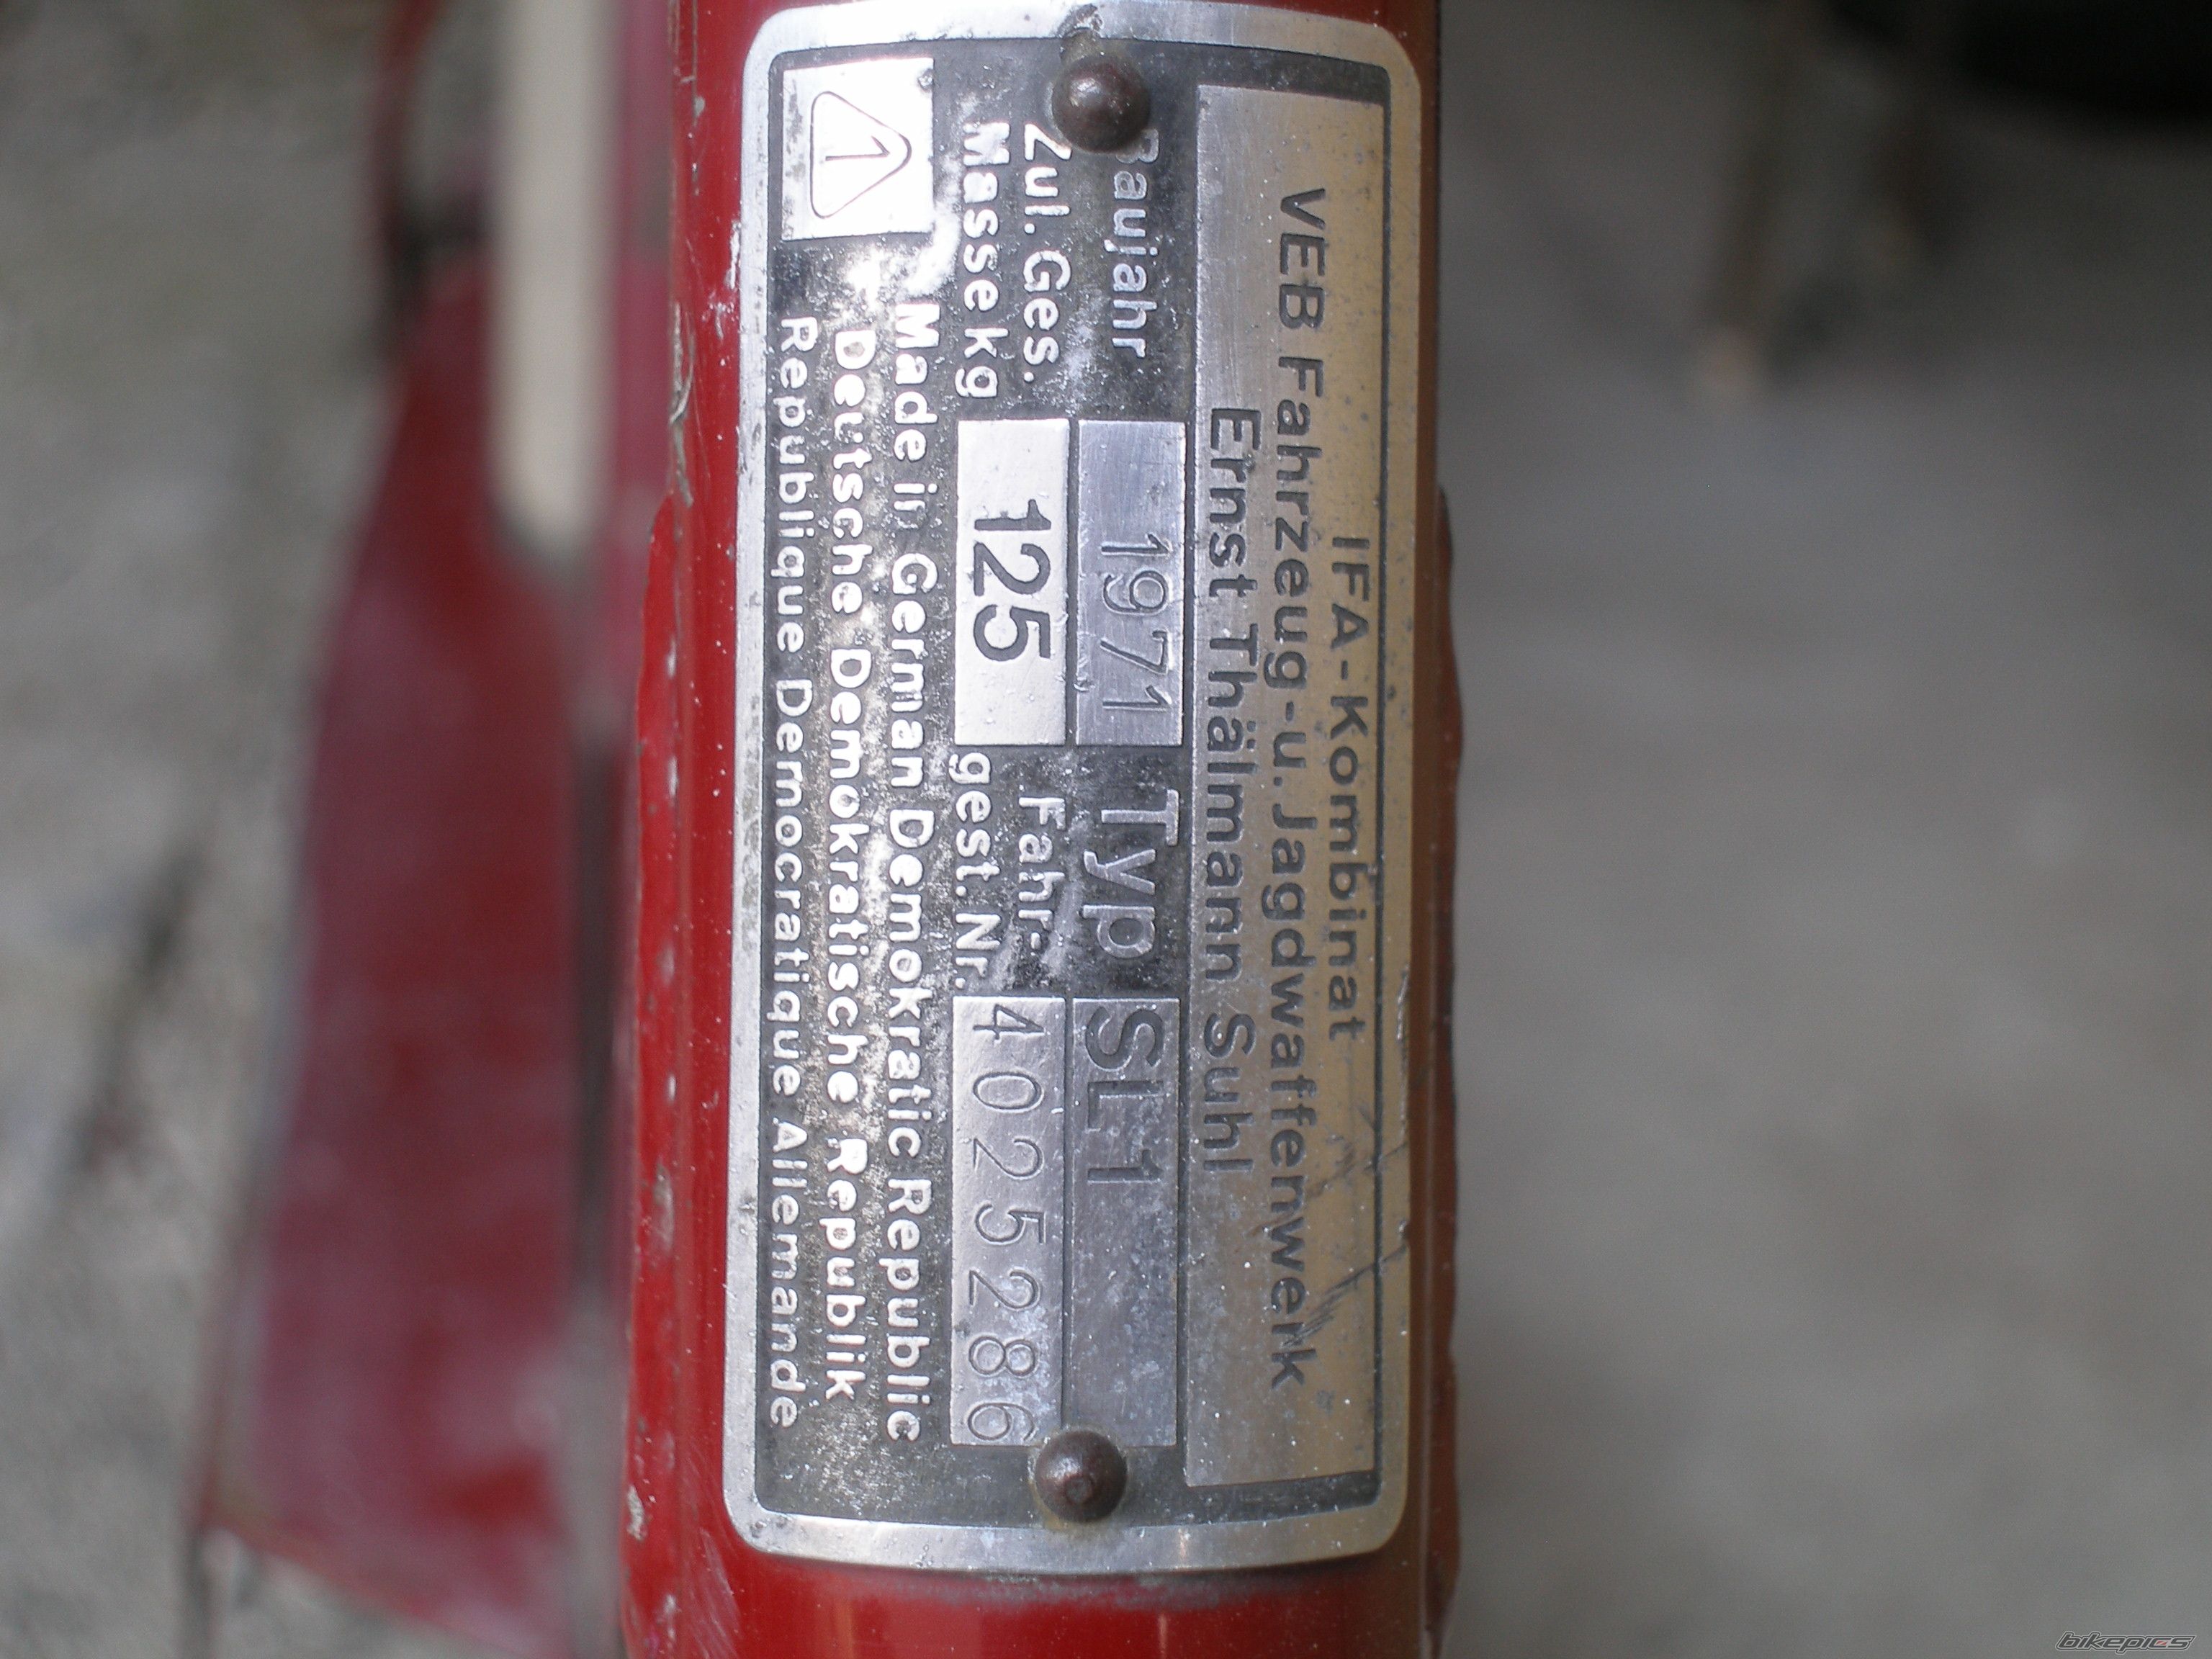 IFA-Kombinat
VEB Fahrzeug-u. Jagdwaffenwerk
Ernst Thälmann Suhl
Baujahr 1971 Typ SL1
Zul. Ges. Masse kg 125 Fahr-gest. Nr. 4025286
Made in German Demokratic Republic
Deutsche Demokratische Republik
Republique Democratique Allemande
1
bikepics